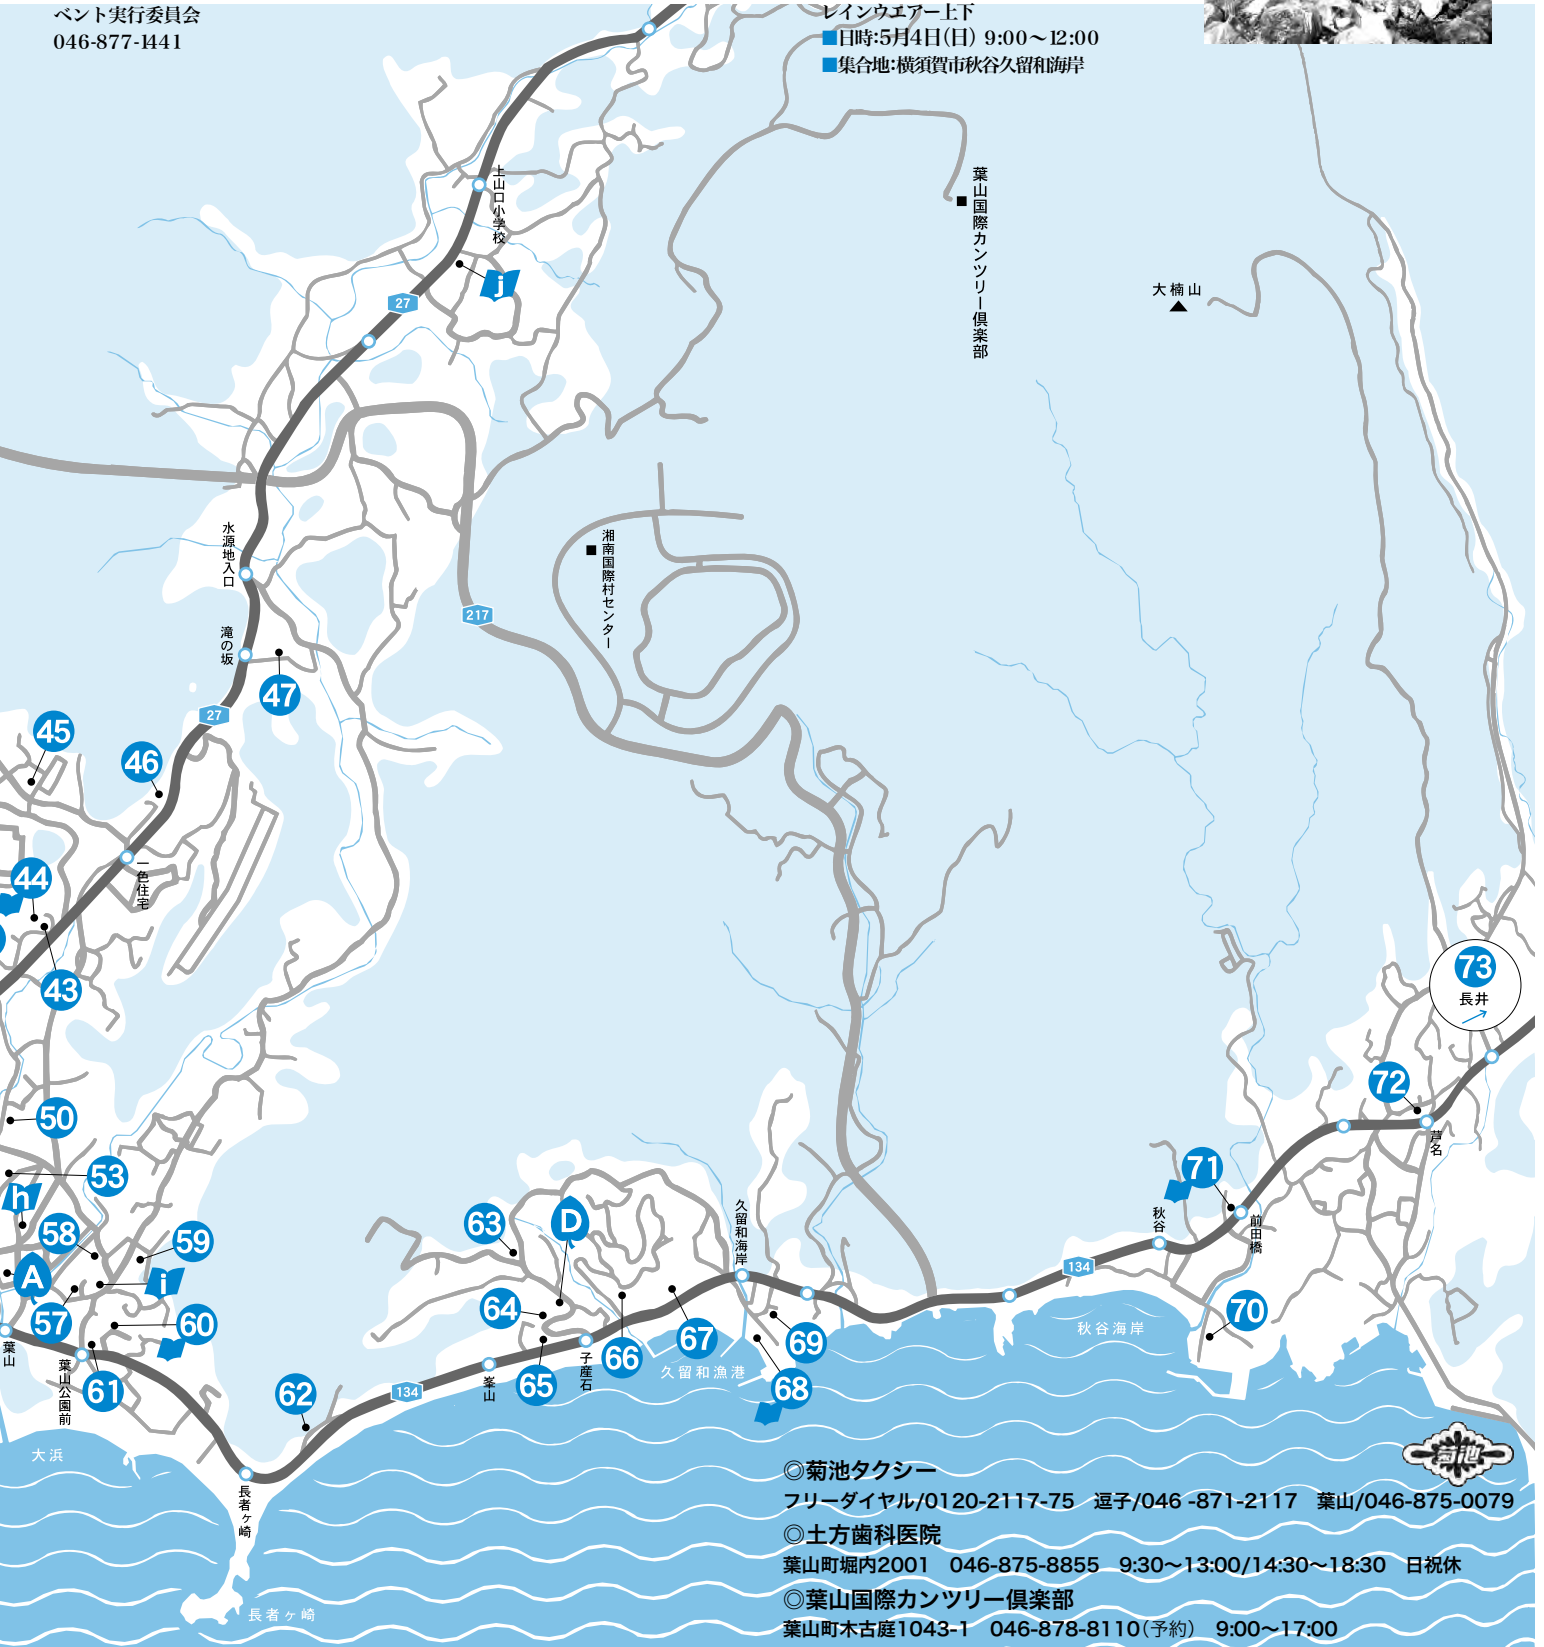 ベント実行委員会
046-877-1441
レインウエアー上下
■日時:5月4日(日) 9:00〜12:00
■集合地:横須賀市秋谷久留和海岸
上山口小学校
葉山国際カンツリー倶楽部
j
27
大楠山
水源地入口
湘南国際村センター
217
滝の坂
47
27
45
46
一色住宅
44
43
73
長井
72
芦名
50
53
h
58
59
71
秋谷
前田橋
63
D
久留和海岸
134
A
i
57
60
64
66
67
69
70
秋谷海岸
葉山
葉山公園前
61
62
134
峯山
65
子産石
久留和漁港
68
大浜
長者ヶ崎
長者ヶ崎
菊池
◎菊池タクシー
フリーダイヤル/0120-2117-75　逗子/046 -871-2117　葉山/046-875-0079
◎土方歯科医院
葉山町堀内2001　046-875-8855　9:30〜13:00/14:30〜18:30　日祝休
◎葉山国際カンツリー倶楽部
葉山町木古庭1043-1　046-878-8110(予約)　9:00〜17:00